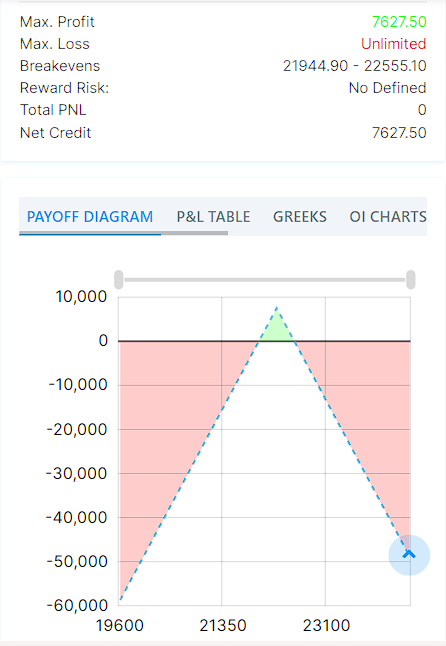 Max. Profit 7627.50
Max. Loss Unlimited
Breakevens 21944.90 - 22555.10
Reward Risk: No Defined
Total PNL 0
Net Credit 7627.50
PAYOFF DIAGRAM P&L TABLE GREEKS OI CHARTS
10,000
0
-10,000
-20,000
-30,000
-40,000
-50,000
-60,000
19600 21350 23100